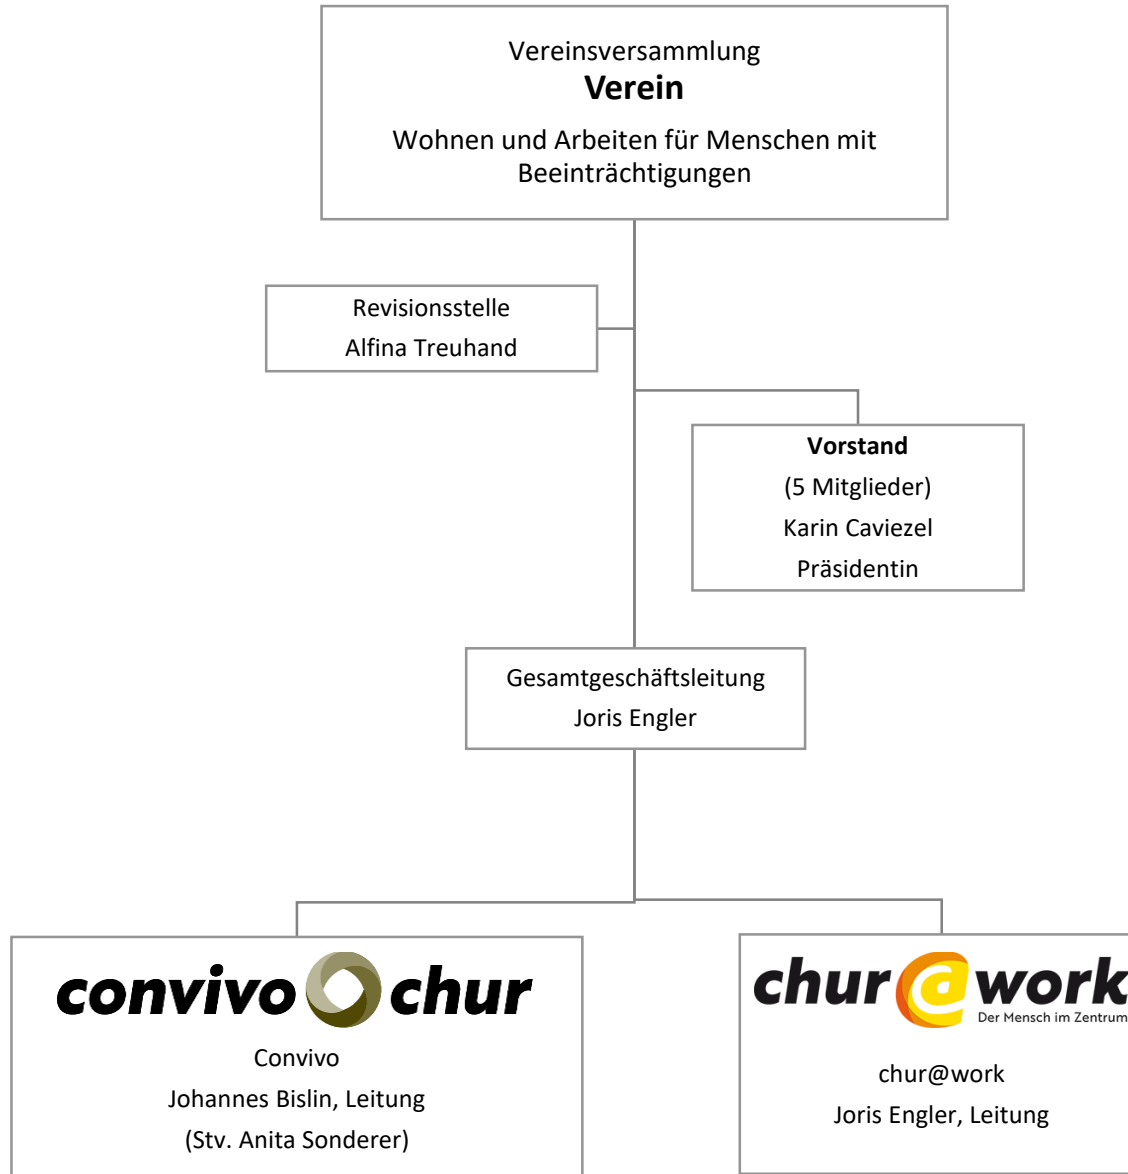 Vereinsversammlung
Verein
Wohnen und Arbeiten für Menschen mit
Beeinträchtigungen
Revisionsstelle
Alfina Treuhand
Vorstand
(5 Mitglieder)
Karin Caviezel
Präsidentin
Gesamtgeschäftsleitung
Joris Engler
convivo chur
Convivo
Johannes Bislin, Leitung
(Stv. Anita Sonderer)
chur@work
Der Mensch im Zentrum
chur@work
Joris Engler, Leitung